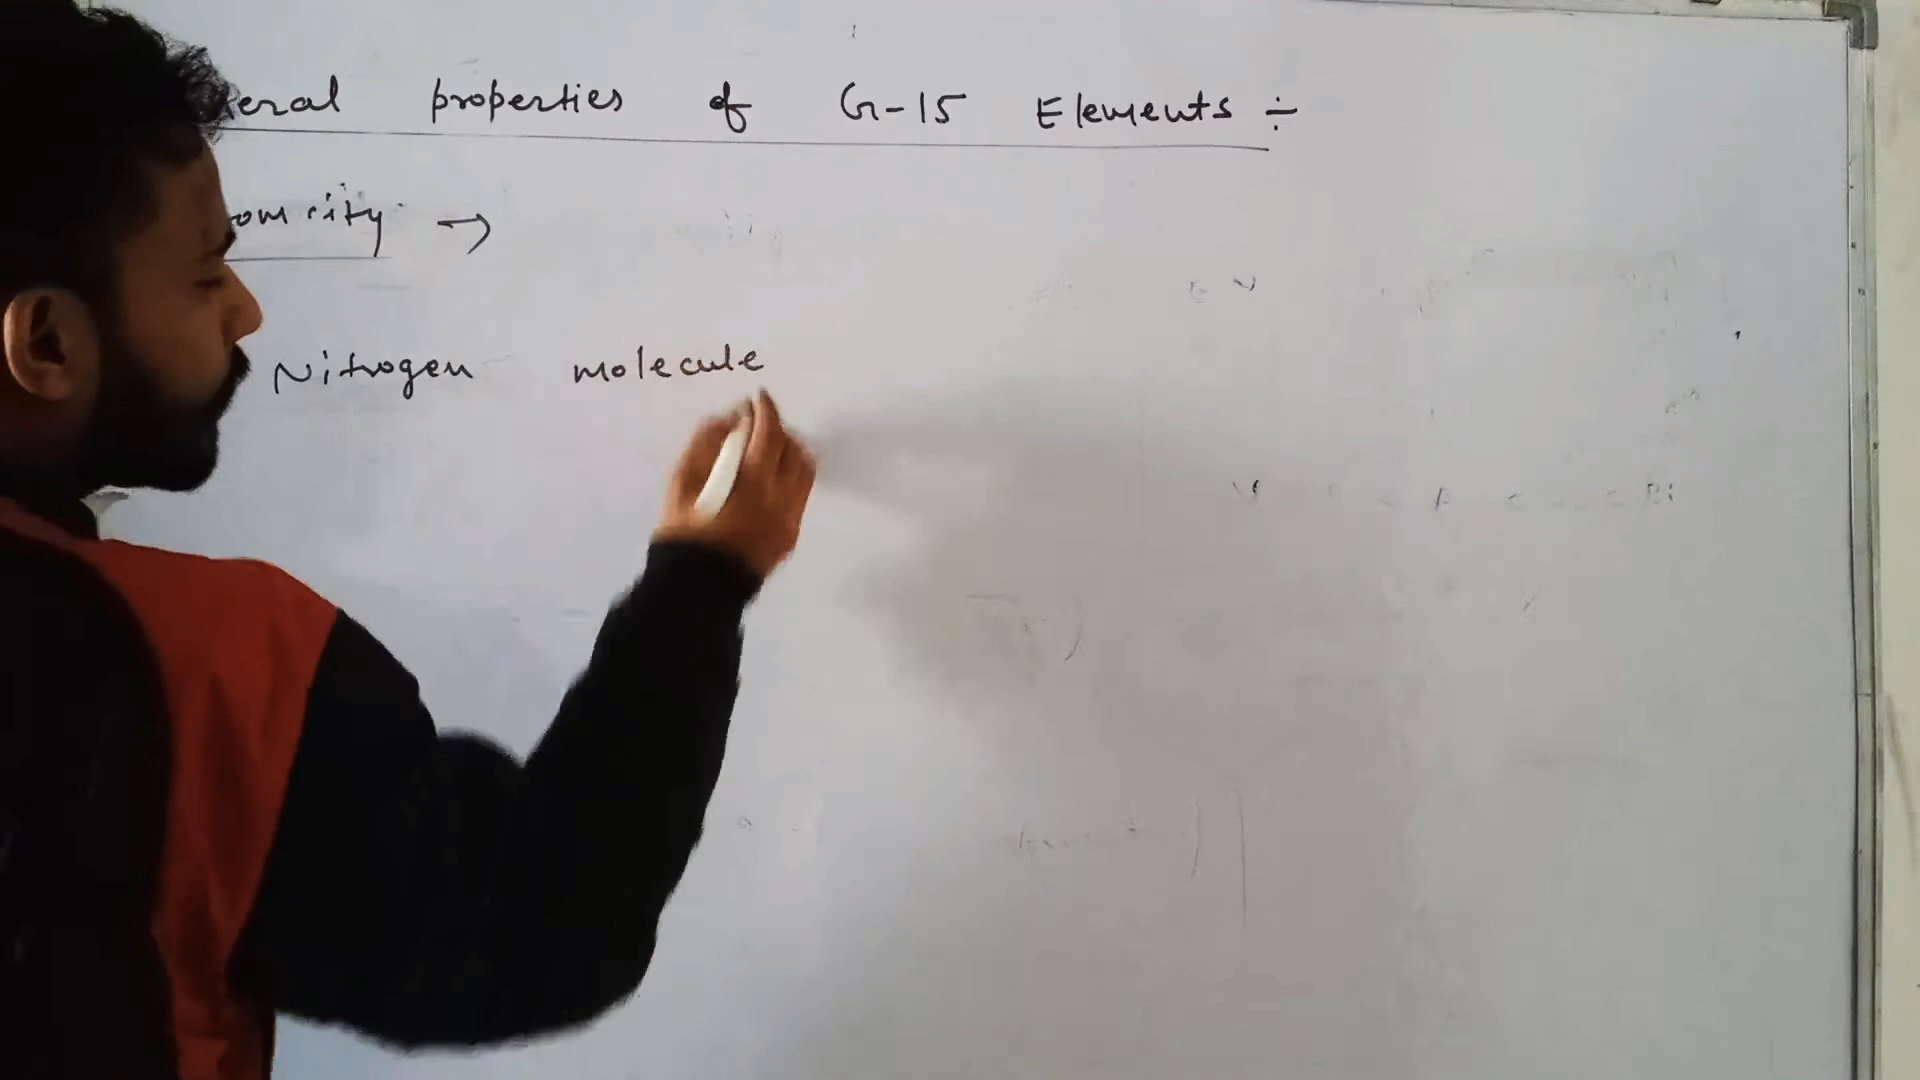 eral properties of G-15 Elements ÷
omicity →
Nitrogen molecule